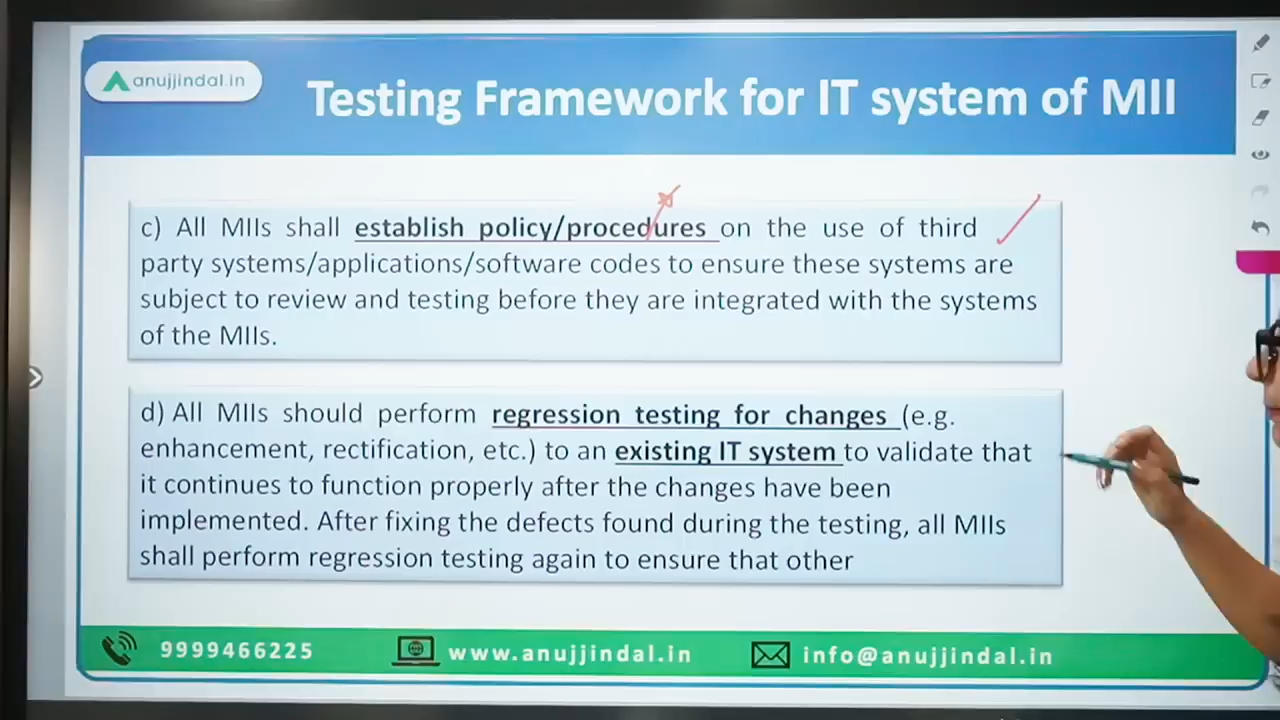 anujjindal.in
Testing Framework for IT system of MII
c) All MIIs shall establish policy/procedures on the use of third
party systems/applications/software codes to ensure these systems are
subject to review and testing before they are integrated with the systems
of the MIIs.
d) All MIIs should perform regression testing for changes (e.g.
enhancement, rectification, etc.) to an existing IT system to validate that
it continues to function properly after the changes have been
implemented. After fixing the defects found during the testing, all MIIs
shall perform regression testing again to ensure that other
9999466225
www.anujjindal.in
info@anujjindal.in